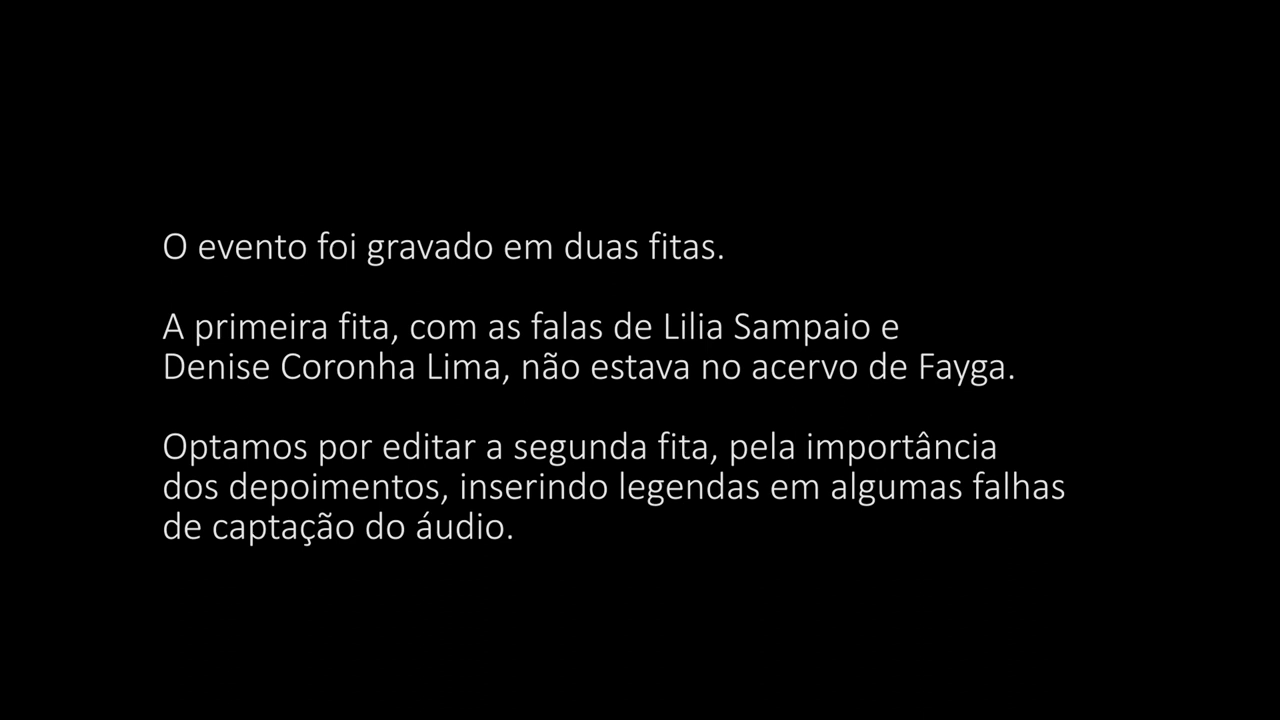 O evento foi gravado em duas fitas.
A primeira fita, com as falas de Lilia Sampaio e
Denise Coronha Lima, não estava no acervo de Fayga.
Optamos por editar a segunda fita, pela importância
dos depoimentos, inserindo legendas em algumas falhas
de captação do áudio.